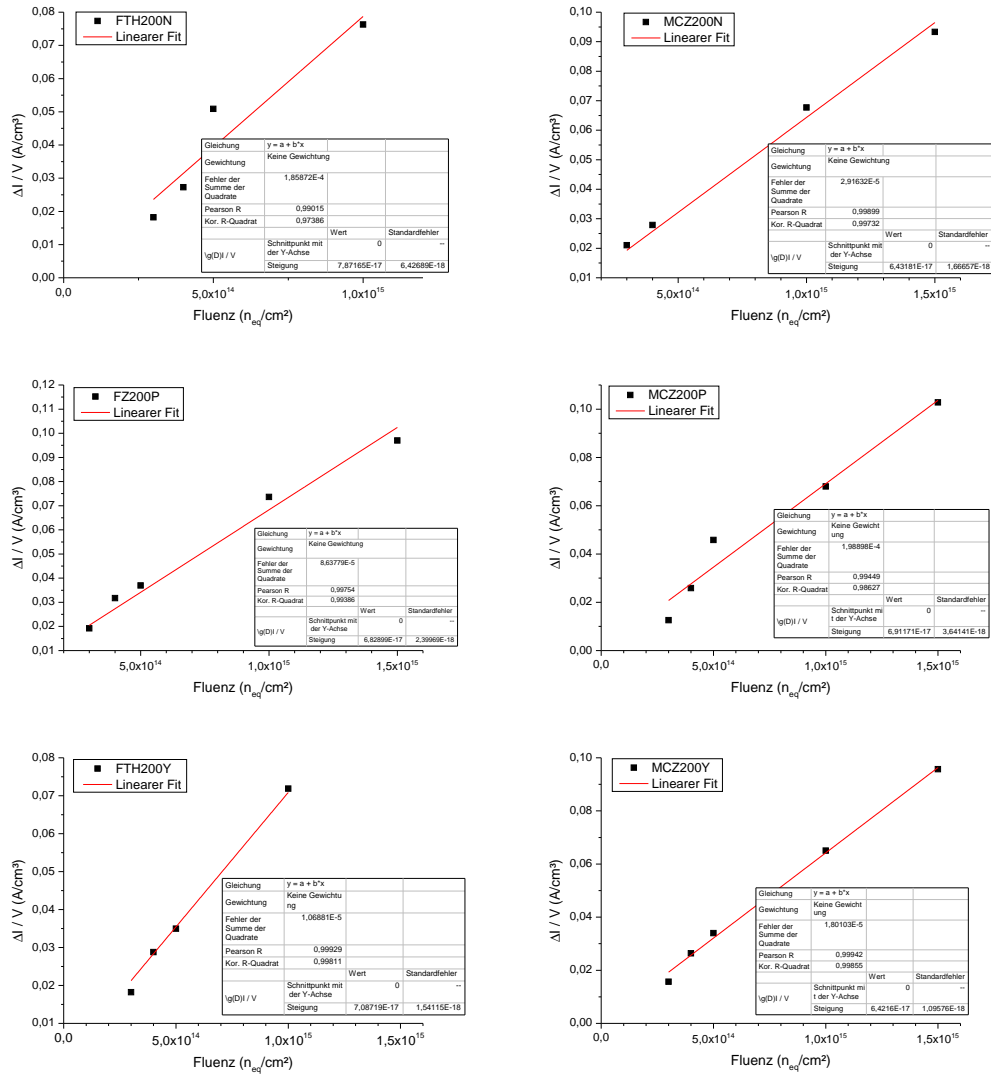 FTH200N
Linearer Fit
0,08
0,07
0,06
0,05
0,04
0,03
0,02
0,01
0,00
ΔI / V (A/cm³)
0,0
5,0x10¹⁴
1,0x10¹⁵
Fluenz (n_eq/cm²)
Gleichung y = a + b*x
Gewichtung Keine Gewichtung
Fehler der Summe der Quadrate 1,85872E-4
Pearson R 0,99015
Kor. R-Quadrat 0,97386
Wert Standardfehler
\g(D)I / V Schnittpunkt mit der Y-Achse 0 --
Steigung 7,87165E-17 6,42689E-18
MCZ200N
Linearer Fit
0,10
0,09
0,08
0,07
0,06
0,05
0,04
0,03
0,02
0,01
ΔI / V (A/cm³)
5,0x10¹⁴
1,0x10¹⁵
1,5x10¹⁵
Fluenz (n_eq/cm²)
Gleichung y = a + b*x
Gewichtung Keine Gewichtung
Fehler der Summe der Quadrate 2,91632E-5
Pearson R 0,99899
Kor. R-Quadrat 0,99732
Wert Standardfehler
\g(D)I / V Schnittpunkt mit der Y-Achse 0 --
Steigung 6,43181E-17 1,66657E-18
FZ200P
Linearer Fit
0,12
0,11
0,10
0,09
0,08
0,07
0,06
0,05
0,04
0,03
0,02
0,01
ΔI / V (A/cm³)
5,0x10¹⁴
1,0x10¹⁵
1,5x10¹⁵
Fluenz (n_eq/cm²)
Gleichung y = a + b*x
Gewichtung Keine Gewichtung
Fehler der Summe der Quadrate 8,63779E-5
Pearson R 0,99754
Kor. R-Quadrat 0,99386
Wert Standardfehler
\g(D)I / V Schnittpunkt mit der Y-Achse 0 --
Steigung 6,82899E-17 2,39969E-18
MCZ200P
Linearer Fit
0,10
0,08
0,06
0,04
0,02
0,00
ΔI / V (A/cm³)
0,0
5,0x10¹⁴
1,0x10¹⁵
1,5x10¹⁵
Fluenz (n_eq/cm²)
Gleichung y = a + b*x
Gewichtung Keine Gewicht ung
Fehler der Summe der Quadrate 1,98898E-4
Pearson R 0,99449
Kor. R-Quadrat 0,98627
Wert Standardfehler
\g(D)I / V Schnittpunkt mi t der Y-Achse 0 --
Steigung 6,91171E-17 3,64141E-18
FTH200Y
Linearer Fit
0,08
0,07
0,06
0,05
0,04
0,03
0,02
0,01
ΔI / V (A/cm³)
0,0
5,0x10¹⁴
1,0x10¹⁵
1,5x10¹⁵
Fluenz (n_eq/cm²)
Gleichung y = a + b*x
Gewichtung Keine Gewichtu ng
Fehler der Summe der Quadrate 1,06881E-5
Pearson R 0,99929
Kor. R-Quadrat 0,99811
Wert Standardfehler
\g(D)I / V Schnittpunkt mit der Y-Achse 0 --
Steigung 7,08719E-17 1,54115E-18
MCZ200Y
Linearer Fit
0,10
0,08
0,06
0,04
0,02
0,00
ΔI / V (A/cm³)
0,0
5,0x10¹⁴
1,0x10¹⁵
1,5x10¹⁵
Fluenz (n_eq/cm²)
Gleichung y = a + b*x
Gewichtung Keine Gewicht ung
Fehler der Summe der Quadrate 1,80103E-5
Pearson R 0,99942
Kor. R-Quadrat 0,99855
Wert Standardfehler
\g(D)I / V Schnittpunkt mi t der Y-Achse 0 --
Steigung 6,4216E-17 1,09576E-18